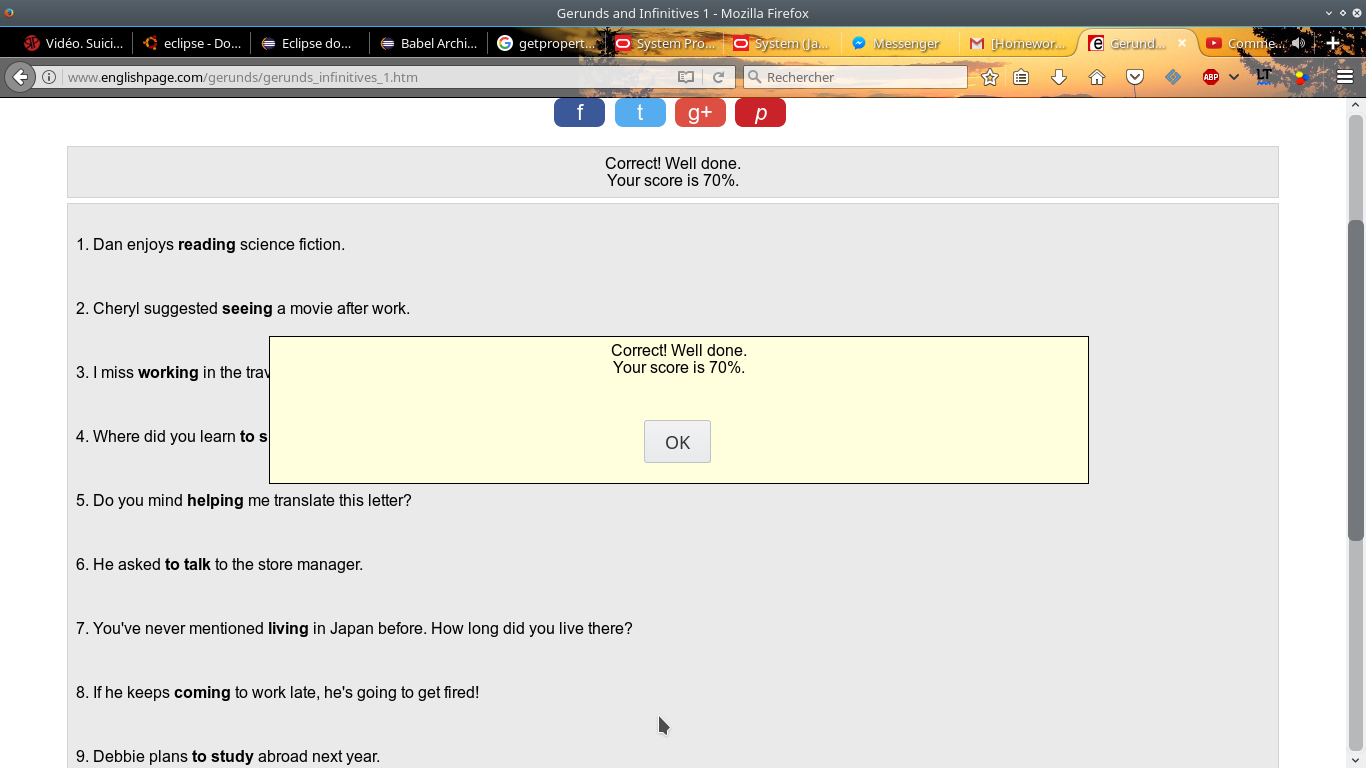 Gerunds and Infinitives 1 - Mozilla Firefox
Vidéo. Suici... eclipse - Do... Eclipse do... Babel Archi... getpropert... System Pro... System (Ja... Messenger [Homewor... Gerund... Comme...
www.englishpage.com/gerunds/gerunds_infinitives_1.htm Rechercher ABP LT
f t g+ p
Correct! Well done.
Your score is 70%.
1. Dan enjoys reading science fiction.
2. Cheryl suggested seeing a movie after work.
Correct! Well done.
Your score is 70%.
3. I miss working in the trav
4. Where did you learn to s
OK
5. Do you mind helping me translate this letter?
6. He asked to talk to the store manager.
7. You've never mentioned living in Japan before. How long did you live there?
8. If he keeps coming to work late, he's going to get fired!
9. Debbie plans to study abroad next year.